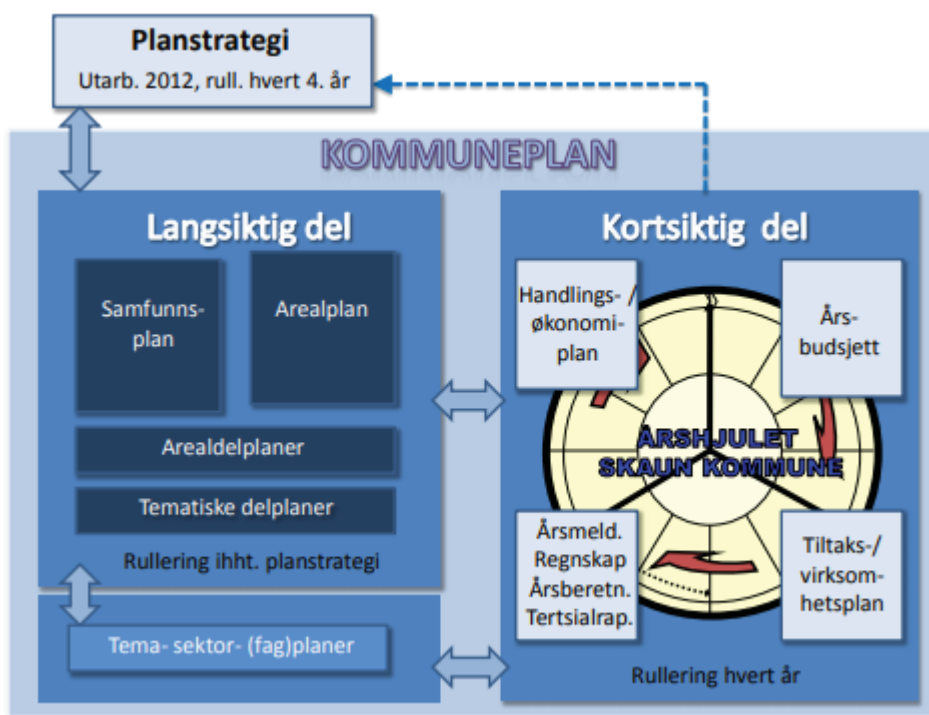 Planstrategi
Utarb. 2012, rull. hvert 4. år
KOMMUNEPLAN
Langsiktig del
Samfunns-
plan
Arealplan
Arealdelplaner
Tematiske delplaner
Rullering ihht. planstrategi
Tema- sektor- (fag)planer
Kortsiktig del
Handlings- /
økonomi-
plan
Års-
budsjett
ÅRSHJULET
SKAUN KOMMUNE
Årsmeld.
Regnskap
Årsberetn.
Tertsialrap.
Tiltaks-/
virksom-
hetsplan
Rullering hvert år